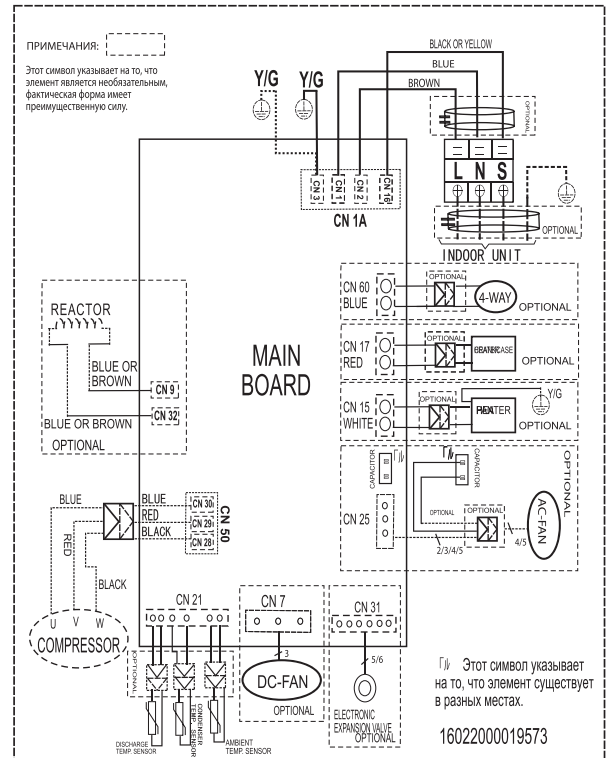 ПРИМЕЧАНИЯ:
Этот символ указывает на то, что
элемент является необязательным,
фактическая форма имеет
преимущественную силу.
Y/G
Y/G
BLACK OR YELLOW
BLUE
BROWN
OPTIONAL
L N S
OPTIONAL
INDOOR UNIT
CN 3
CN 1
CN 2
CN 16
CN 1A
CN 60
BLUE
OPTIONAL
4-WAY
OPTIONAL
CN 17
RED
OPTIONAL
OPTIONAL
CN 15
WHITE
OPTIONAL
Y/G
OPTIONAL
REACTOR
BLUE OR
BROWN
CN 9
CN 32
BLUE OR BROWN
OPTIONAL
MAIN
BOARD
CAPACITOR
CAPACITOR
OPTIONAL
CN 25
OPTIONAL
OPTIONAL
2/3/4/5
4/5
AC-FAN
BLUE
RED
BLACK
BLUE
RED
BLACK
CN 30
CN 29
CN 28
CN 50
U V W
COMPRESSOR
CN 21
OPTIONAL
DISCHARGE
TEMP. SENSOR
CONDENSER
TEMP. SENSOR
AMBIENT
TEMP. SENSOR
CN 7
3
DC-FAN
OPTIONAL
CN 31
5/6
ELECTRONIC
EXPANSION VALVE
OPTIONAL
Этот символ указывает
на то, что элемент существует
в разных местах.
16022000019573